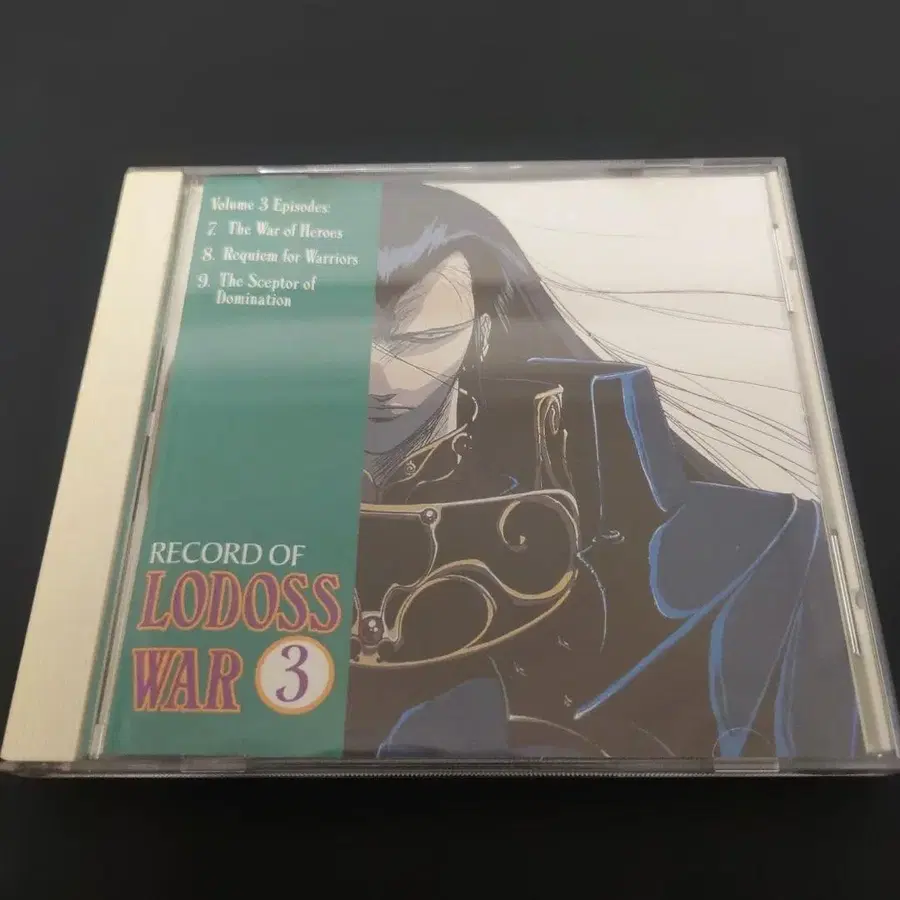 Volume 3 Episodes:
7. The War of Heroes
8. Requiem for Warriors
9. The Sceptor of
Domination
RECORD OF
LODOSS
WAR 3